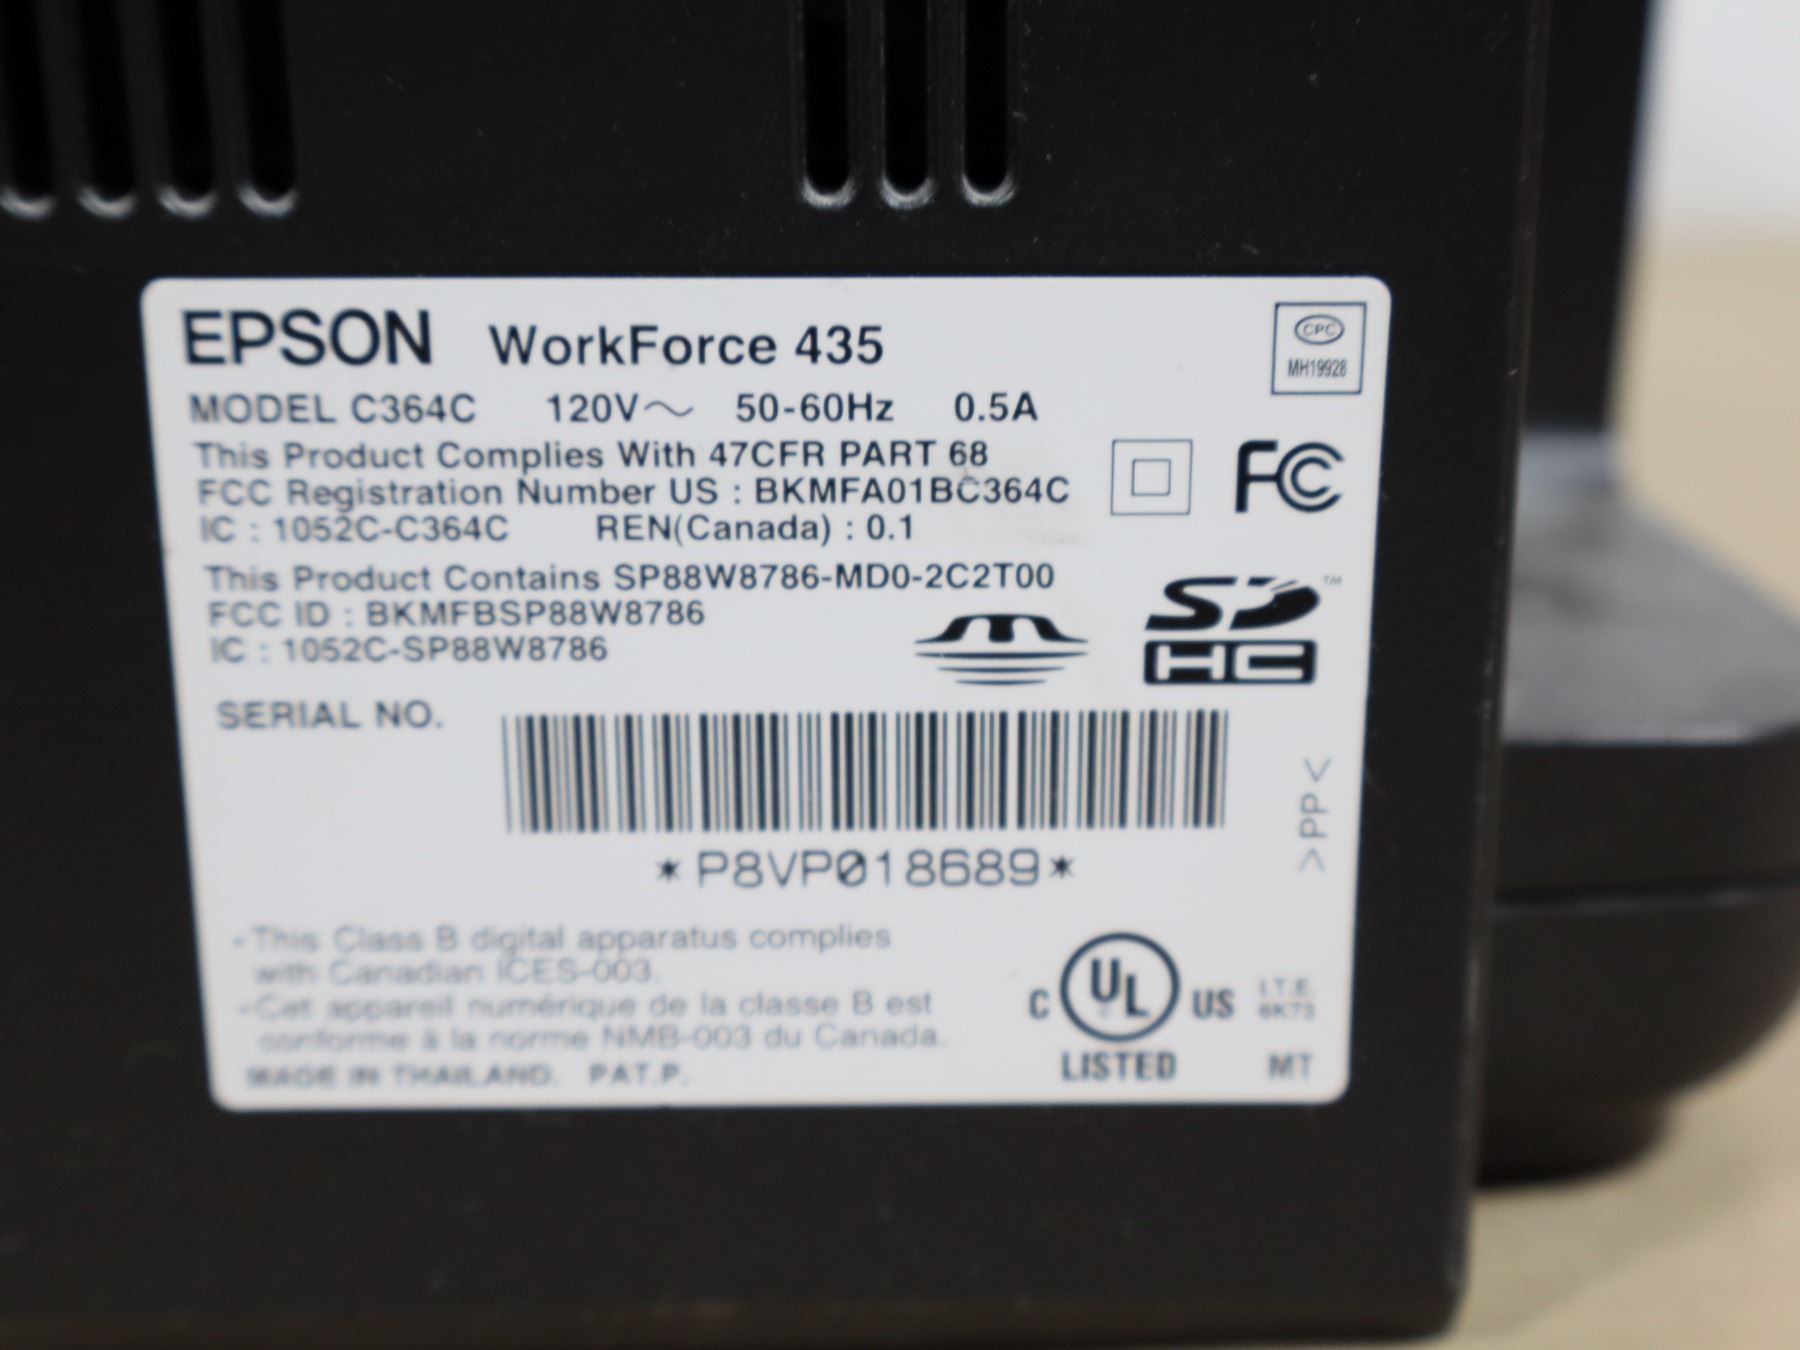 EPSON WorkForce 435
CPC
MH19928
MODEL C364C 120V～ 50-60Hz 0.5A
This Product Complies With 47CFR PART 68
FCC Registration Number US : BKMFA01BC364C
IC : 1052C-C364C REN(Canada) : 0.1
FC
This Product Contains SP88W8786-MD0-2C2T00
FCC ID : BKMFBSP88W8786
IC : 1052C-SP88W8786
SD™
HC
SERIAL NO.
*P8VP018689*
>PP<
-This Class B digital apparatus complies
with Canadian ICES-003.
-Cet appareil numérique de la classe B est
conforme à la norme NMB-003 du Canada.
MADE IN THAILAND. PAT.P.
C UL US
LISTED
I.T.E.
6K73
MT